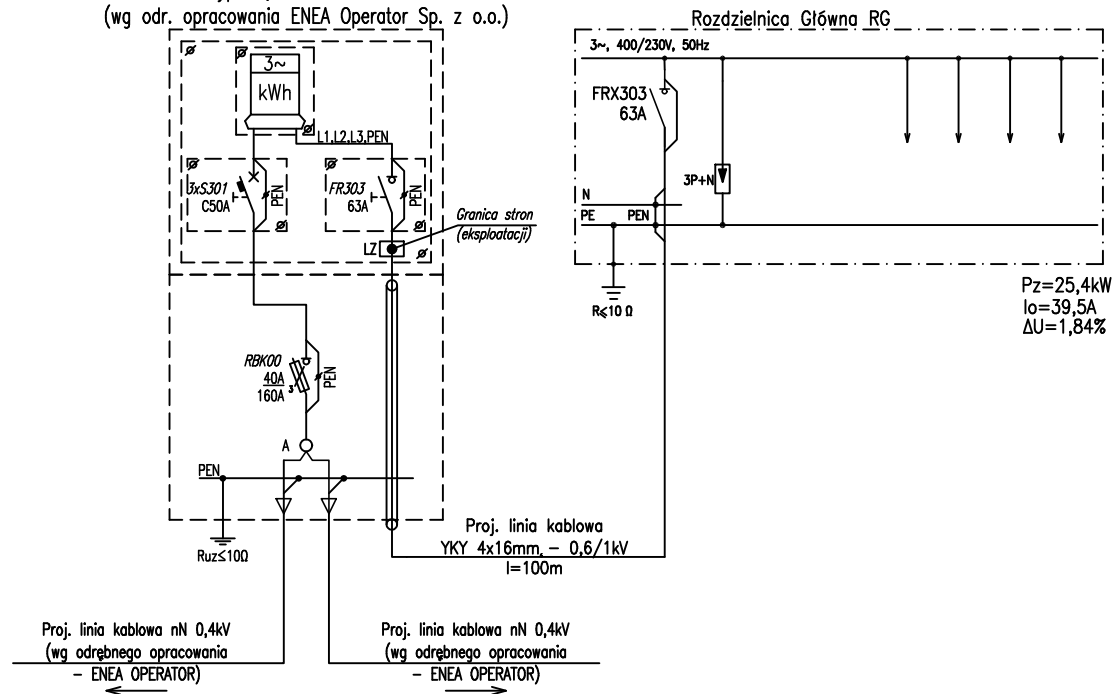 (wg odr. opracowania ENEA Operator Sp. z o.o.)
3~
kWh
L1,L2,L3,PEN
3xS301
C50A
PEN
FR303
63A
PEN
LZ
Granica stron
(eksploatacji)
RBK00
40A
160A
3
PEN
A
PEN
Ruz≤10Ω
Proj. linia kablowa
YKY 4x16mm, - 0,6/1kV
l=100m
Proj. linia kablowa nN 0,4kV
(wg odrębnego opracowania
- ENEA OPERATOR)
Proj. linia kablowa nN 0,4kV
(wg odrębnego opracowania
- ENEA OPERATOR)
Rozdzielnica Główna RG
3~, 400/230V, 50Hz
FRX303
63A
3P+N
N
PE
PEN
R≤10 Ω
Pz=25,4kW
Io=39,5A
ΔU=1,84%